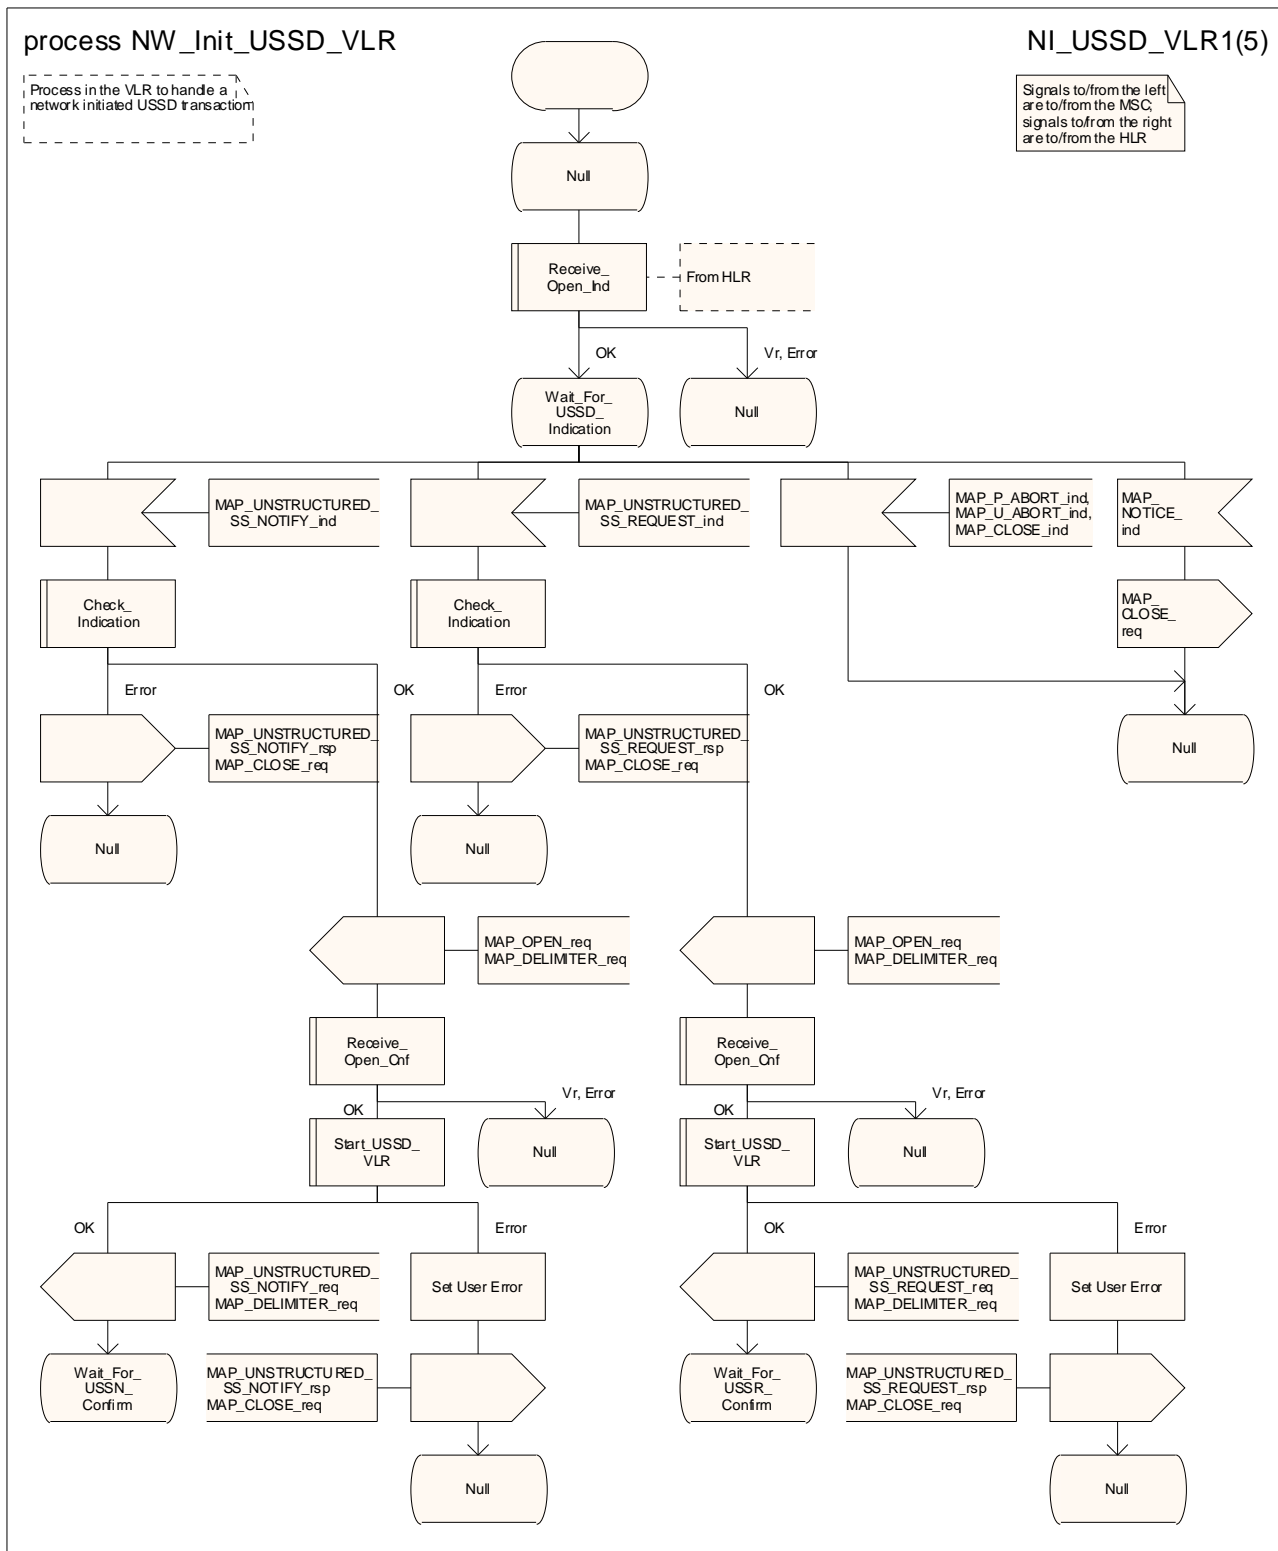 process NW_Init_USSD_VLR
NI_USSD_VLR1(5)
Process in the VLR to handle a
network initiated USSD transaction
Signals to/from the left
are to/from the MSC;
signals to/from the right
are to/from the HLR
Null
Receive_
Open_Ind
From HLR
OK
Vr, Error
Wait_For_
USSD_
Indication
Null
MAP_UNSTRUCTURED_
SS_NOTIFY_ind
MAP_UNSTRUCTURED_
SS_REQUEST_ind
MAP_P_ABORT_ind,
MAP_U_ABORT_ind,
MAP_CLOSE_ind
MAP_
NOTICE_
ind
Check_
Indication
Check_
Indication
MAP_
CLOSE_
req
Error
OK
Error
OK
MAP_UNSTRUCTURED_
SS_NOTIFY_rsp
MAP_CLOSE_req
MAP_UNSTRUCTURED_
SS_REQUEST_rsp
MAP_CLOSE_req
Null
Null
Null
MAP_OPEN_req
MAP_DELIMITER_req
MAP_OPEN_req
MAP_DELIMITER_req
Receive_
Open_Cnf
Receive_
Open_Cnf
OK
Vr, Error
OK
Vr, Error
Start_USSD_
VLR
Null
Start_USSD_
VLR
Null
OK
Error
OK
Error
MAP_UNSTRUCTURED_
SS_NOTIFY_req
MAP_DELIMITER_req
Set User Error
MAP_UNSTRUCTURED_
SS_REQUEST_req
MAP_DELIMITER_req
Set User Error
Wait_For_
USSN_
Confirm
MAP_UNSTRUCTURED_
SS_NOTIFY_rsp
MAP_CLOSE_req
Wait_For_
USSR_
Confirm
MAP_UNSTRUCTURED_
SS_REQUEST_rsp
MAP_CLOSE_req
Null
Null